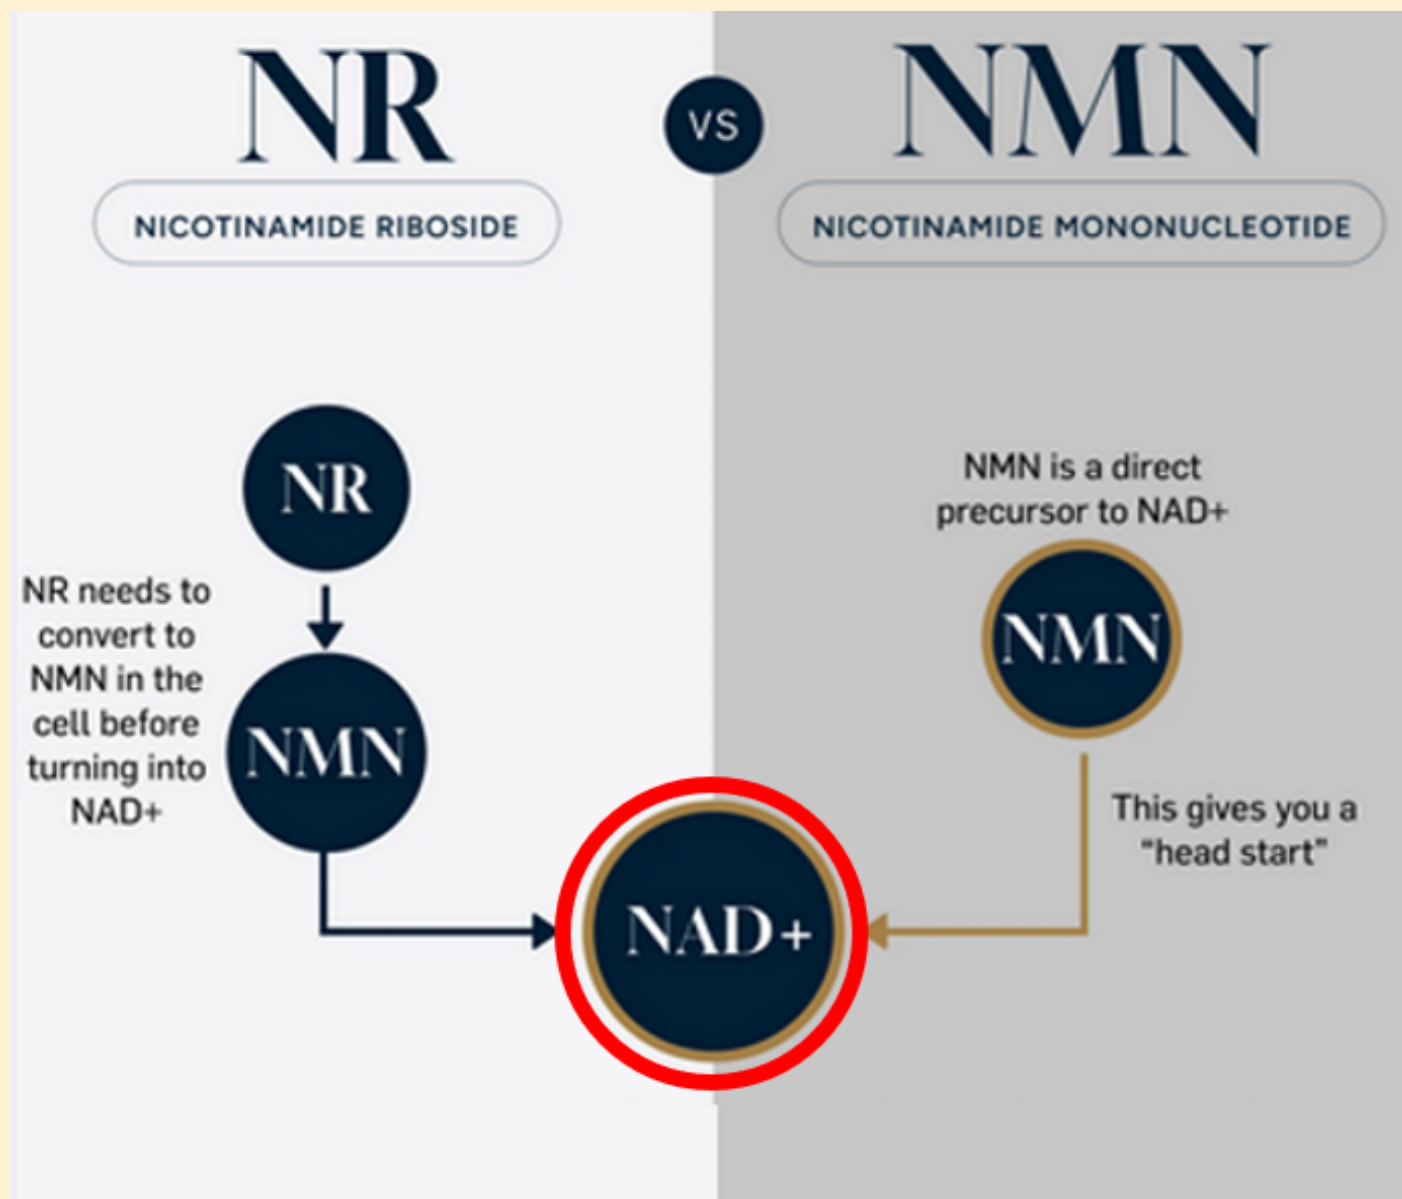 NR
VS
NMN
NICOTINAMIDE RIBOSIDE
NICOTINAMIDE MONONUCLEOTIDE
NR
NR needs to
convert to
NMN in the
cell before
turning into
NAD+
NMN
NMN is a direct
precursor to NAD+
NMN
This gives you a
"head start"
NAD+